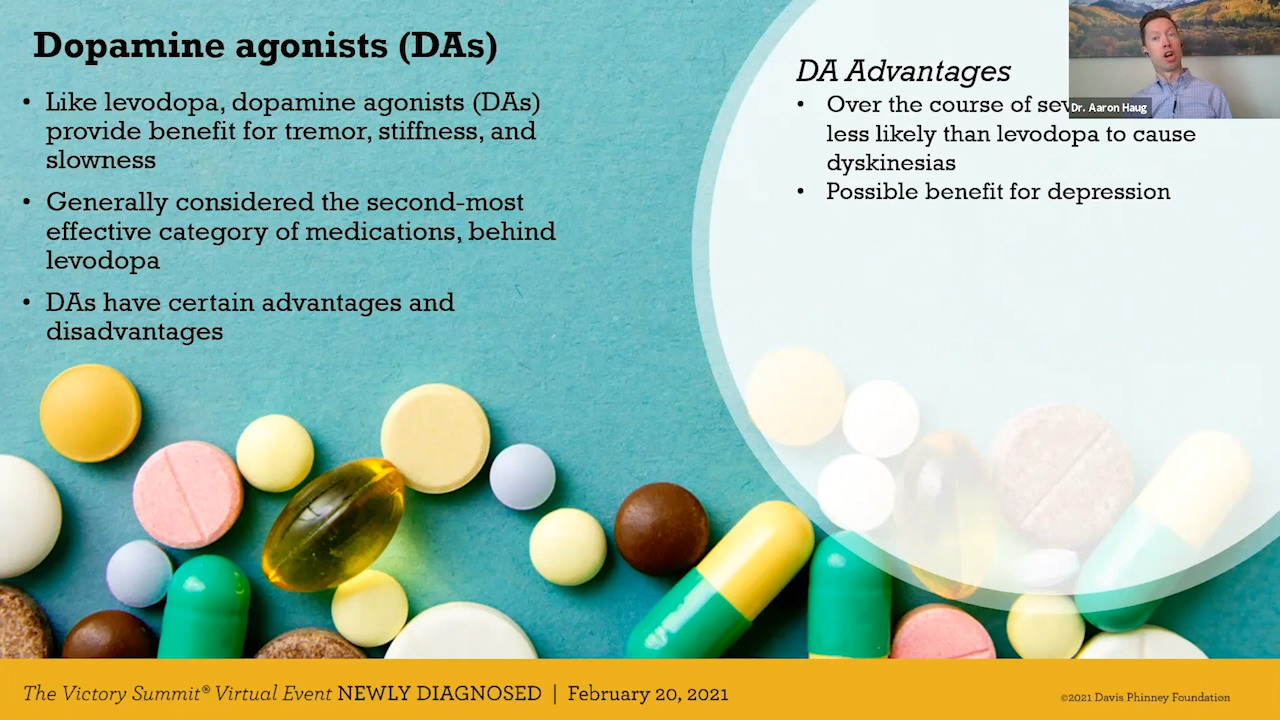 Dopamine agonists (DAs)
• Like levodopa, dopamine agonists (DAs)
provide benefit for tremor, stiffness, and
slowness
• Generally considered the second-most
effective category of medications, behind
levodopa
• DAs have certain advantages and
disadvantages
DA Advantages
• Over the course of
less likely than levodopa to cause
dyskinesias
• Possible benefit for depression
Dr. Aaron Haug
The Victory Summit® Virtual Event NEWLY DIAGNOSED | February 20, 2021
©2021 Davis Phinney Foundation